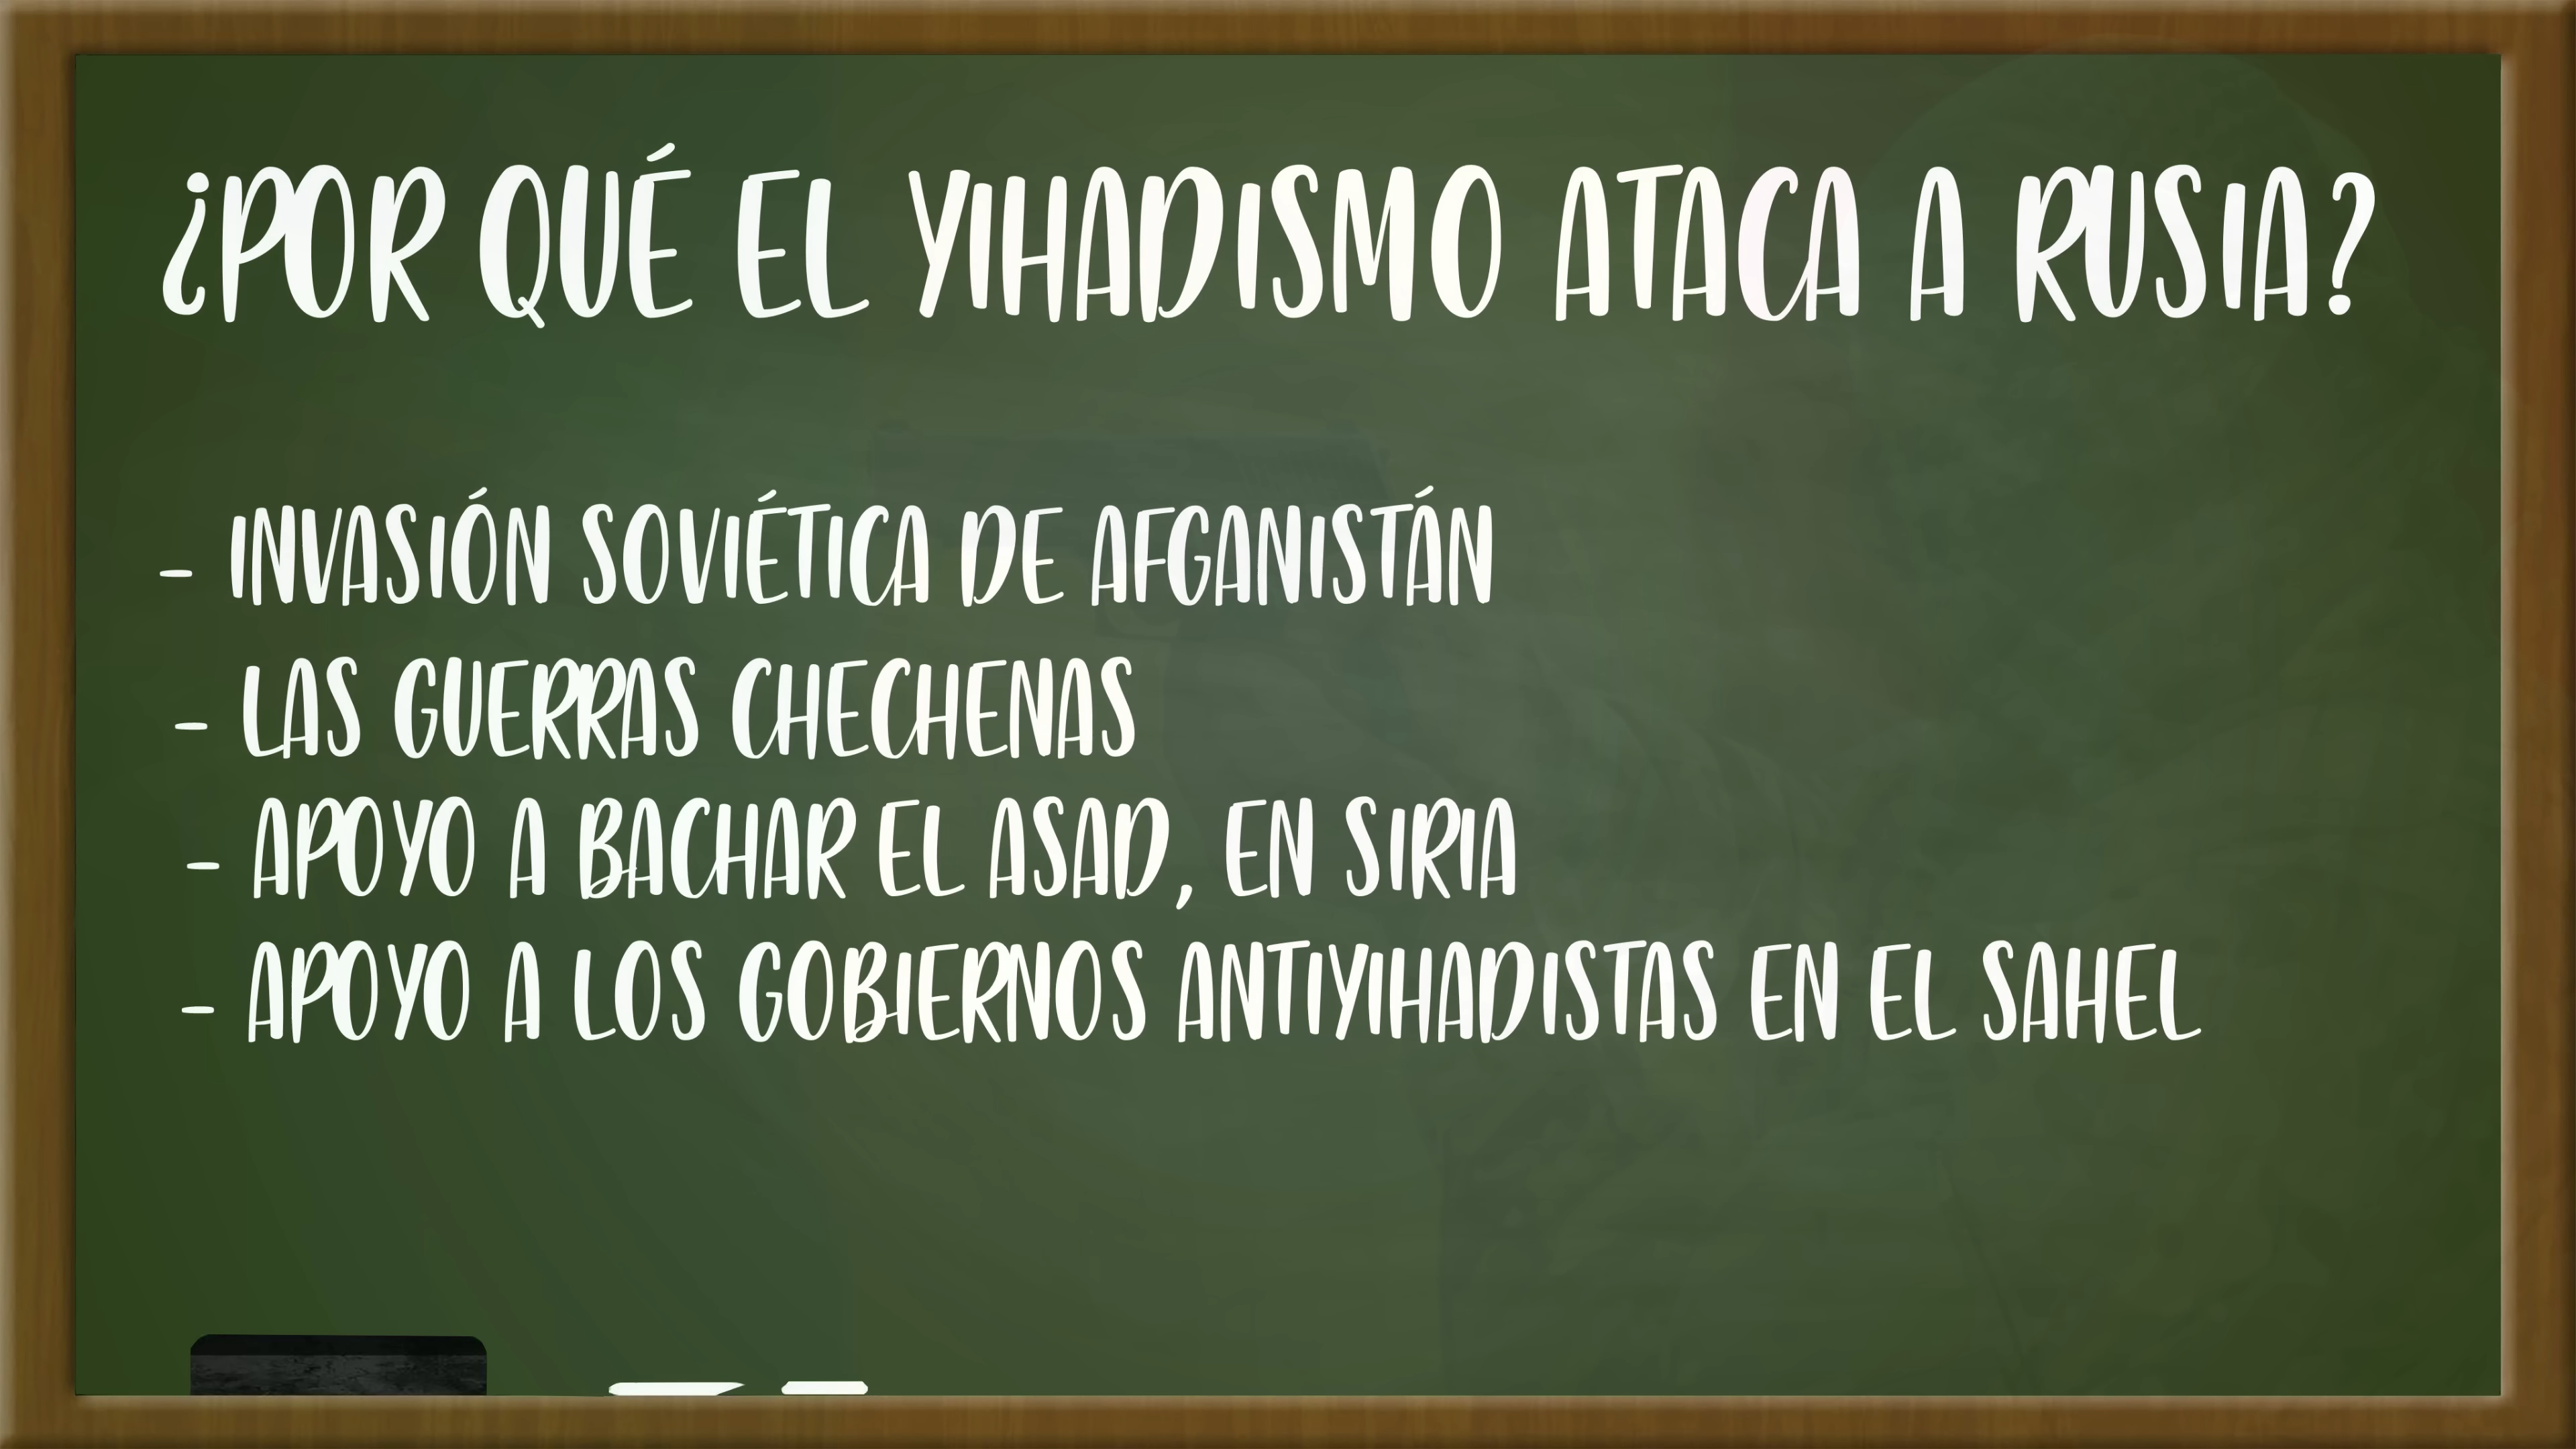 ¿POR QUÉ EL YIHADISMO ATACA A RUSIA?
- INVASIÓN SOVIÉTICA DE AFGANISTÁN
- LAS GUERRAS CHECHENAS
- APOYO A BACHAR EL ASAD, EN SIRIA
- APOYO A LOS GOBIERNOS ANTIYIHADISTAS EN EL SAHEL